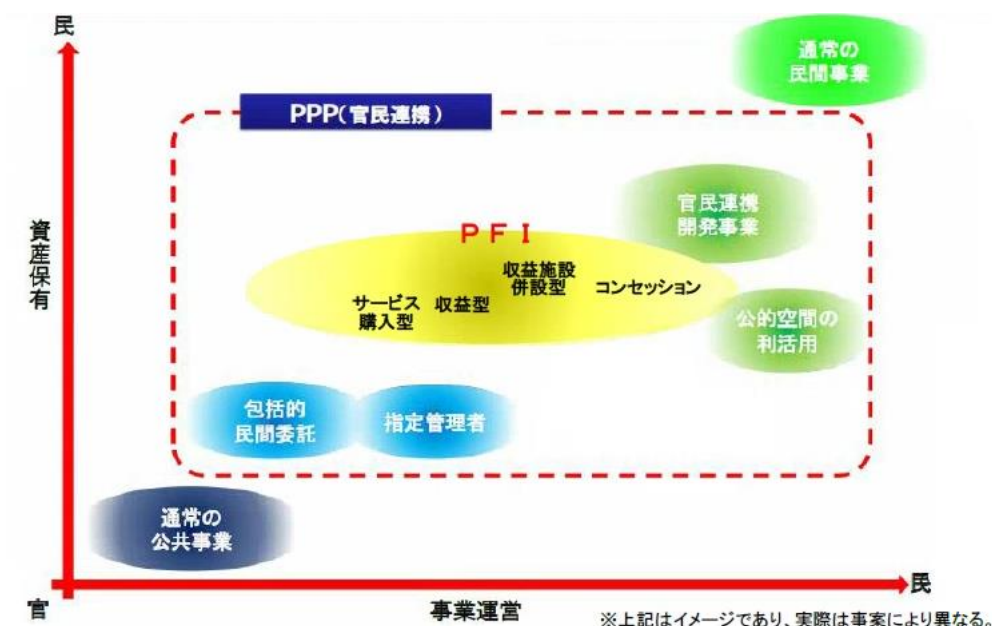 民
通常の
民間事業
PPP(官民連携)
官民連携
開発事業
PFI
資産保有
収益施設
併設型
コンセッション
サービス
購入型
収益型
公的空間の
利活用
包括的
民間委託
指定管理者
通常の
公共事業
民
官
事業運営
※上記はイメージであり、実際は事案により異なる。